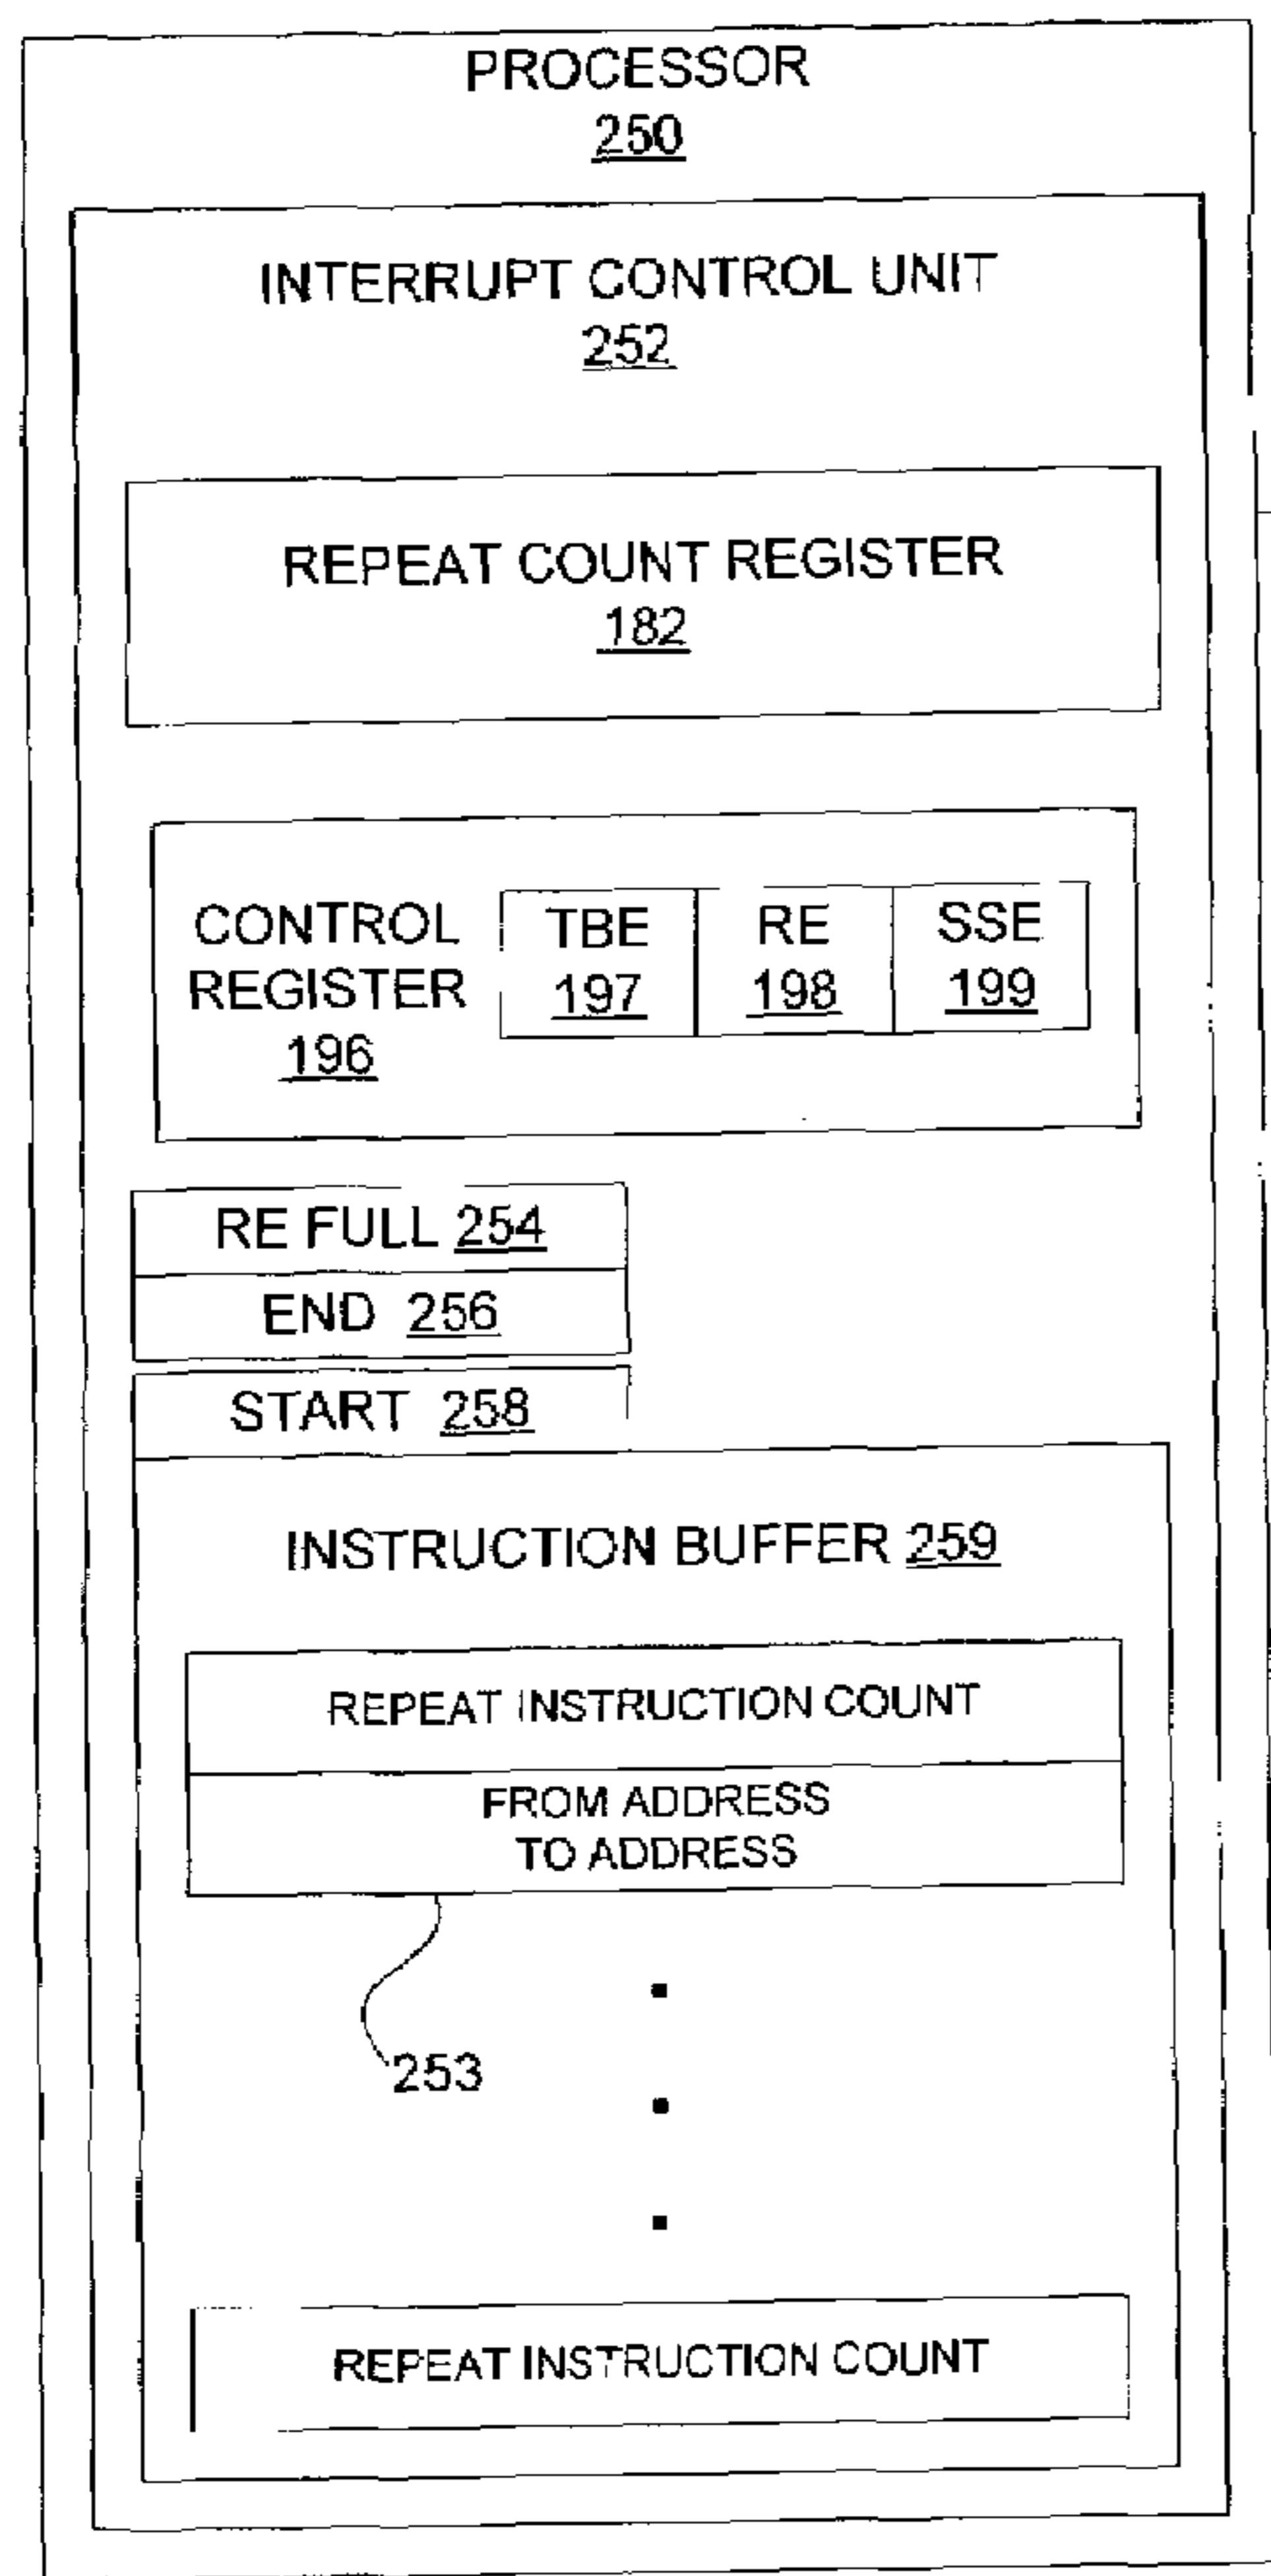 PROCESSOR
250
INTERRUPT CONTROL UNIT
252
REPEAT COUNT REGISTER
182
CONTROL
REGISTER
196
TBE
197
RE
198
SSE
199
RE FULL 254
END 256
START 258
INSTRUCTION BUFFER 259
REPEAT INSTRUCTION COUNT
FROM ADDRESS
TO ADDRESS
253
REPEAT INSTRUCTION COUNT